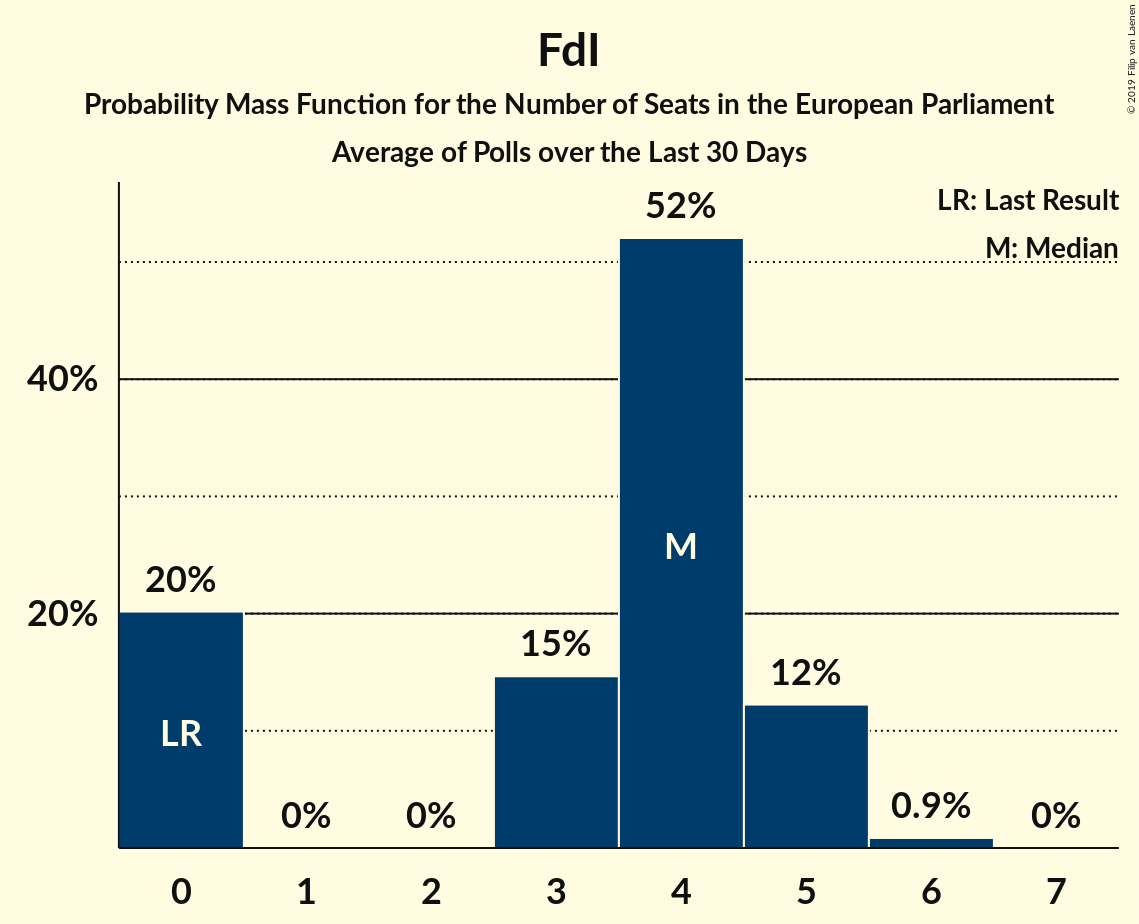 FdI
Probability Mass Function for the Number of Seats in the European Parliament
Average of Polls over the Last 30 Days
© 2019 Filip van Laenen
LR: Last Result
M: Median
52%
40%
M
20%
20%
15%
12%
LR
0%
0%
0.9%
0%
0 1 2 3 4 5 6 7